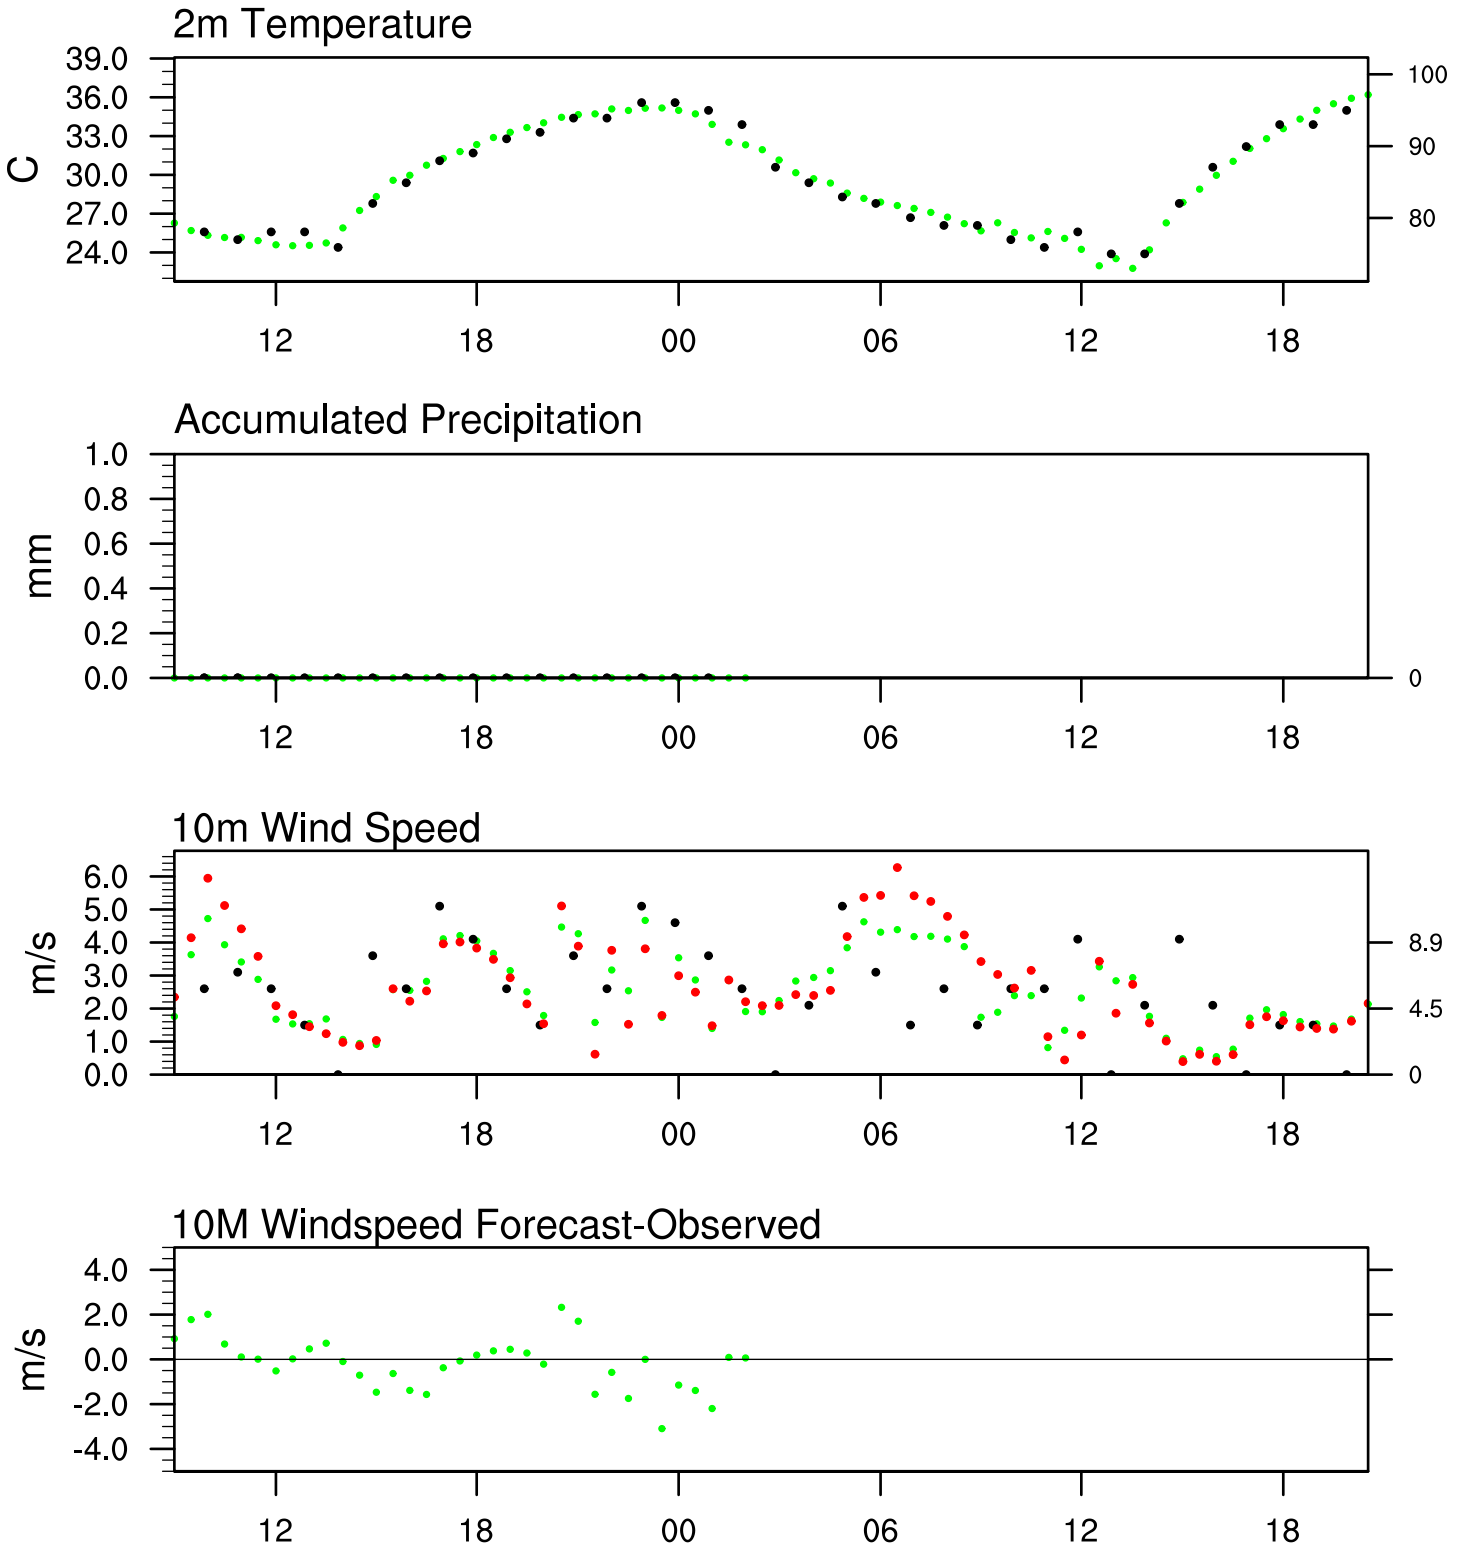 2m Temperature
39.0
36.0
33.0
30.0
27.0
24.0
C
100
90
80
12 18 00 06 12 18
Accumulated Precipitation
1.0
0.8
0.6
0.4
0.2
0.0
mm
0
12 18 00 06 12 18
10m Wind Speed
6.0
5.0
4.0
3.0
2.0
1.0
0.0
m/s
8.9
4.5
0
12 18 00 06 12 18
10M Windspeed Forecast-Observed
4.0
2.0
0.0
-2.0
-4.0
m/s
12 18 00 06 12 18